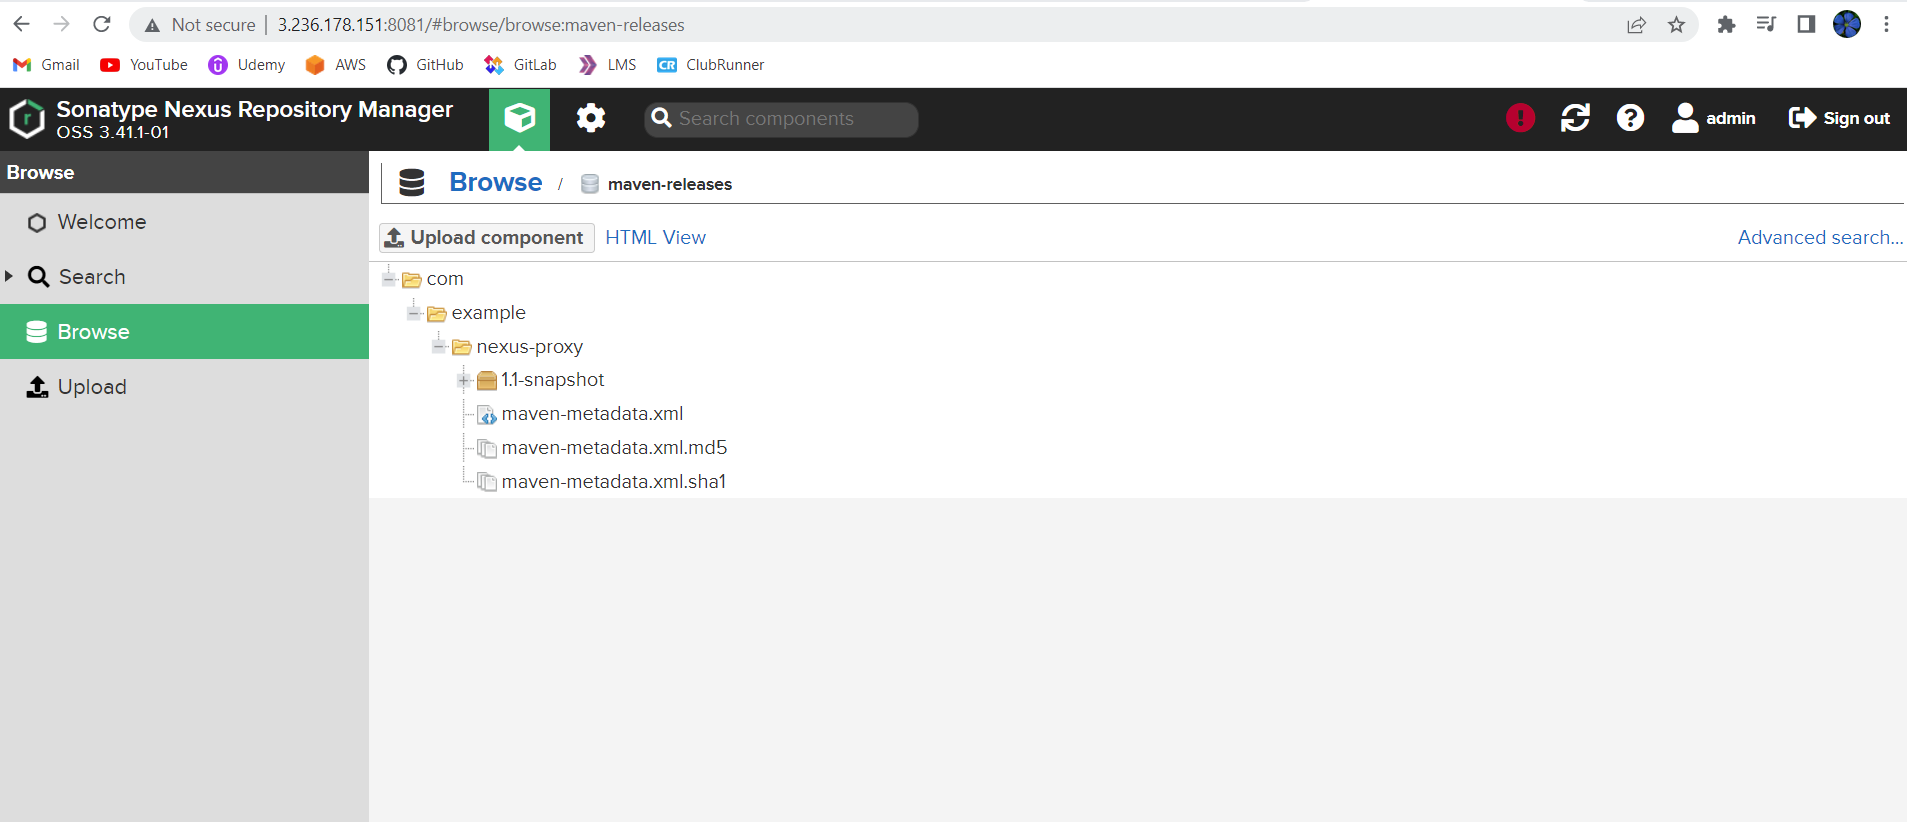 Not secure 3.236.178.151:8081/#browse/browse:maven-releases
Gmail YouTube Udemy AWS GitHub GitLab LMS CR ClubRunner
Sonatype Nexus Repository Manager
OSS 3.41.1-01
Search components
admin Sign out
Browse
Welcome
Search
Browse
Upload
Browse / maven-releases
Upload component HTML View Advanced search...
com
example
nexus-proxy
1.1-snapshot
maven-metadata.xml
maven-metadata.xml.md5
maven-metadata.xml.sha1